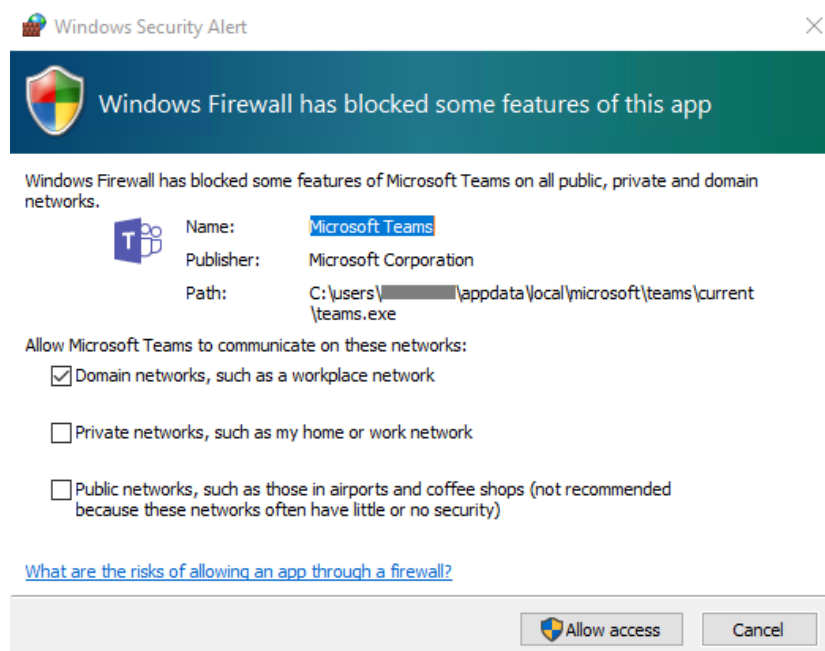 Windows Security Alert
Windows Firewall has blocked some features of this app
Windows Firewall has blocked some features of Microsoft Teams on all public, private and domain
networks.
Name: Microsoft Teams
Publisher: Microsoft Corporation
Path: C:\users\ \appdata\local\microsoft\teams\current
\teams.exe
Allow Microsoft Teams to communicate on these networks:
Domain networks, such as a workplace network
Private networks, such as my home or work network
Public networks, such as those in airports and coffee shops (not recommended
because these networks often have little or no security)
What are the risks of allowing an app through a firewall?
Allow access Cancel